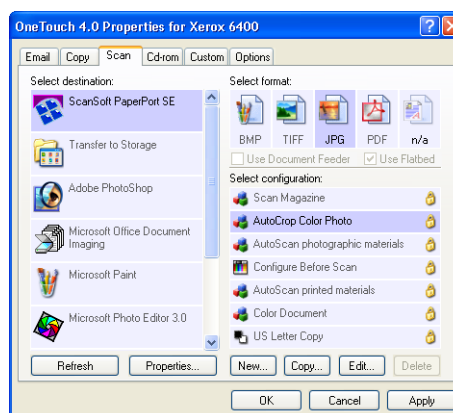 OneTouch 4.0 Properties for Xerox 6400
Email Copy Scan Cd-rom Custom Options
Select destination:
ScanSoft PaperPort SE
Transfer to Storage
Adobe PhotoShop
Microsoft Office Document
Imaging
Microsoft Paint
Microsoft Photo Editor 3.0
Refresh Properties...
Select format:
BMP TIFF JPG PDF n/a
Use Document Feeder Use Flatbed
Select configuration:
Scan Magazine
AutoCrop Color Photo
AutoScan photographic materials
Configure Before Scan
AutoScan printed materials
Color Document
US Letter Copy
New... Copy... Edit... Delete
OK Cancel Apply